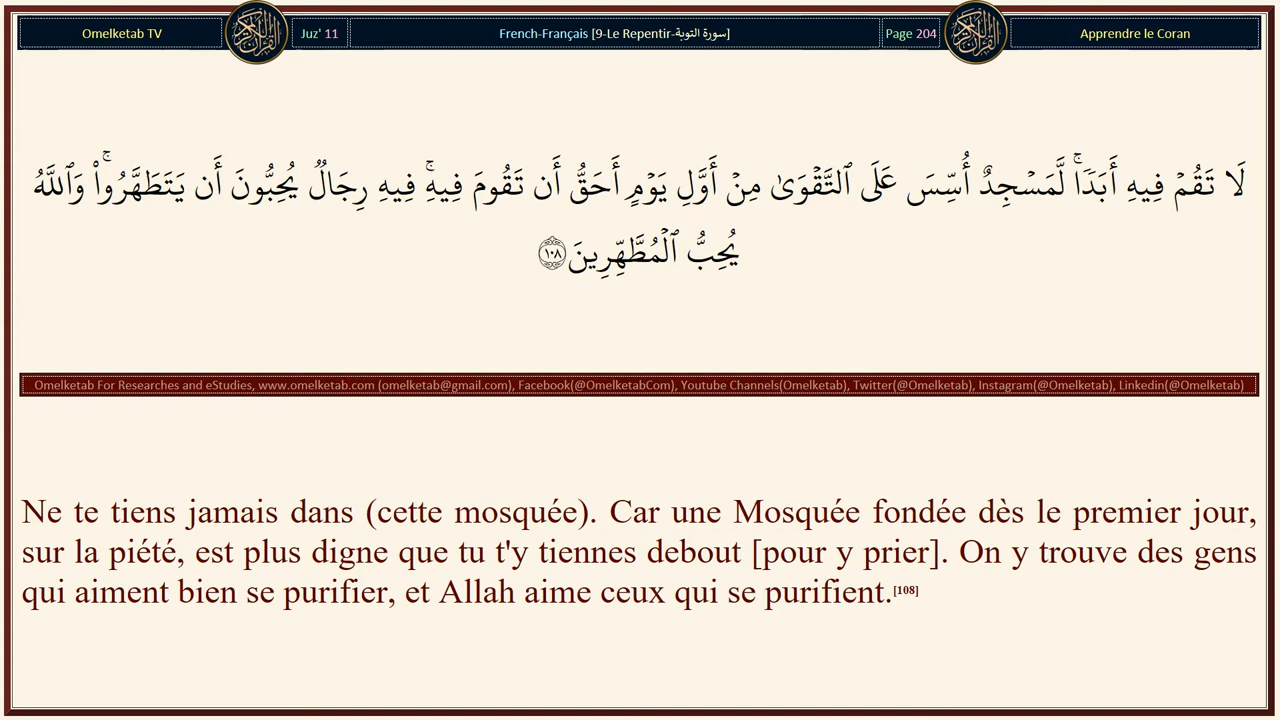 Omelketab TV
Juz' 11
French-Français [9-Le Repentir-سورة التوبة]
Page 204
Apprendre le Coran
لَا تَقُمۡ فِيهِ أَبَدٗاۚ لَّمَسۡجِدٌ أُسِّسَ عَلَى ٱلتَّقۡوَىٰ مِنۡ أَوَّلِ يَوۡمٍ أَحَقُّ أَن تَقُومَ فِيهِۚ فِيهِ رِجَالٞ يُحِبُّونَ أَن يَتَطَهَّرُواْۚ وَٱللَّهُ
يُحِبُّ ٱلۡمُطَّهِّرِينَ ١٠٨
Omelketab For Researches and eStudies, www.omelketab.com (omelketab@gmail.com), Facebook(@OmelketabCom), Youtube Channels(Omelketab), Twitter(@Omelketab), Instagram(@Omelketab), Linkedin(@Omelketab)
Ne te tiens jamais dans (cette mosquée). Car une Mosquée fondée dès le premier jour,
sur la piété, est plus digne que tu t'y tiennes debout [pour y prier]. On y trouve des gens
qui aiment bien se purifier, et Allah aime ceux qui se purifient.[108]